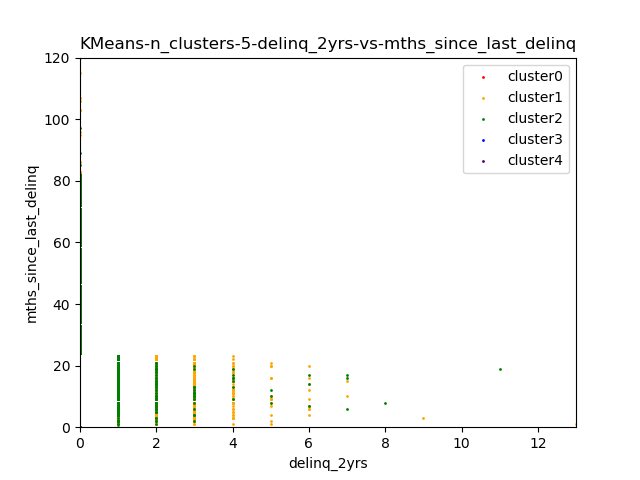 KMeans-n_clusters-5-delinq_2yrs-vs-mths_since_last_delinq
120
100
80
60
40
20
0
mths_since_last_delinq
cluster0
cluster1
cluster2
cluster3
cluster4
0 2 4 6 8 10 12
delinq_2yrs